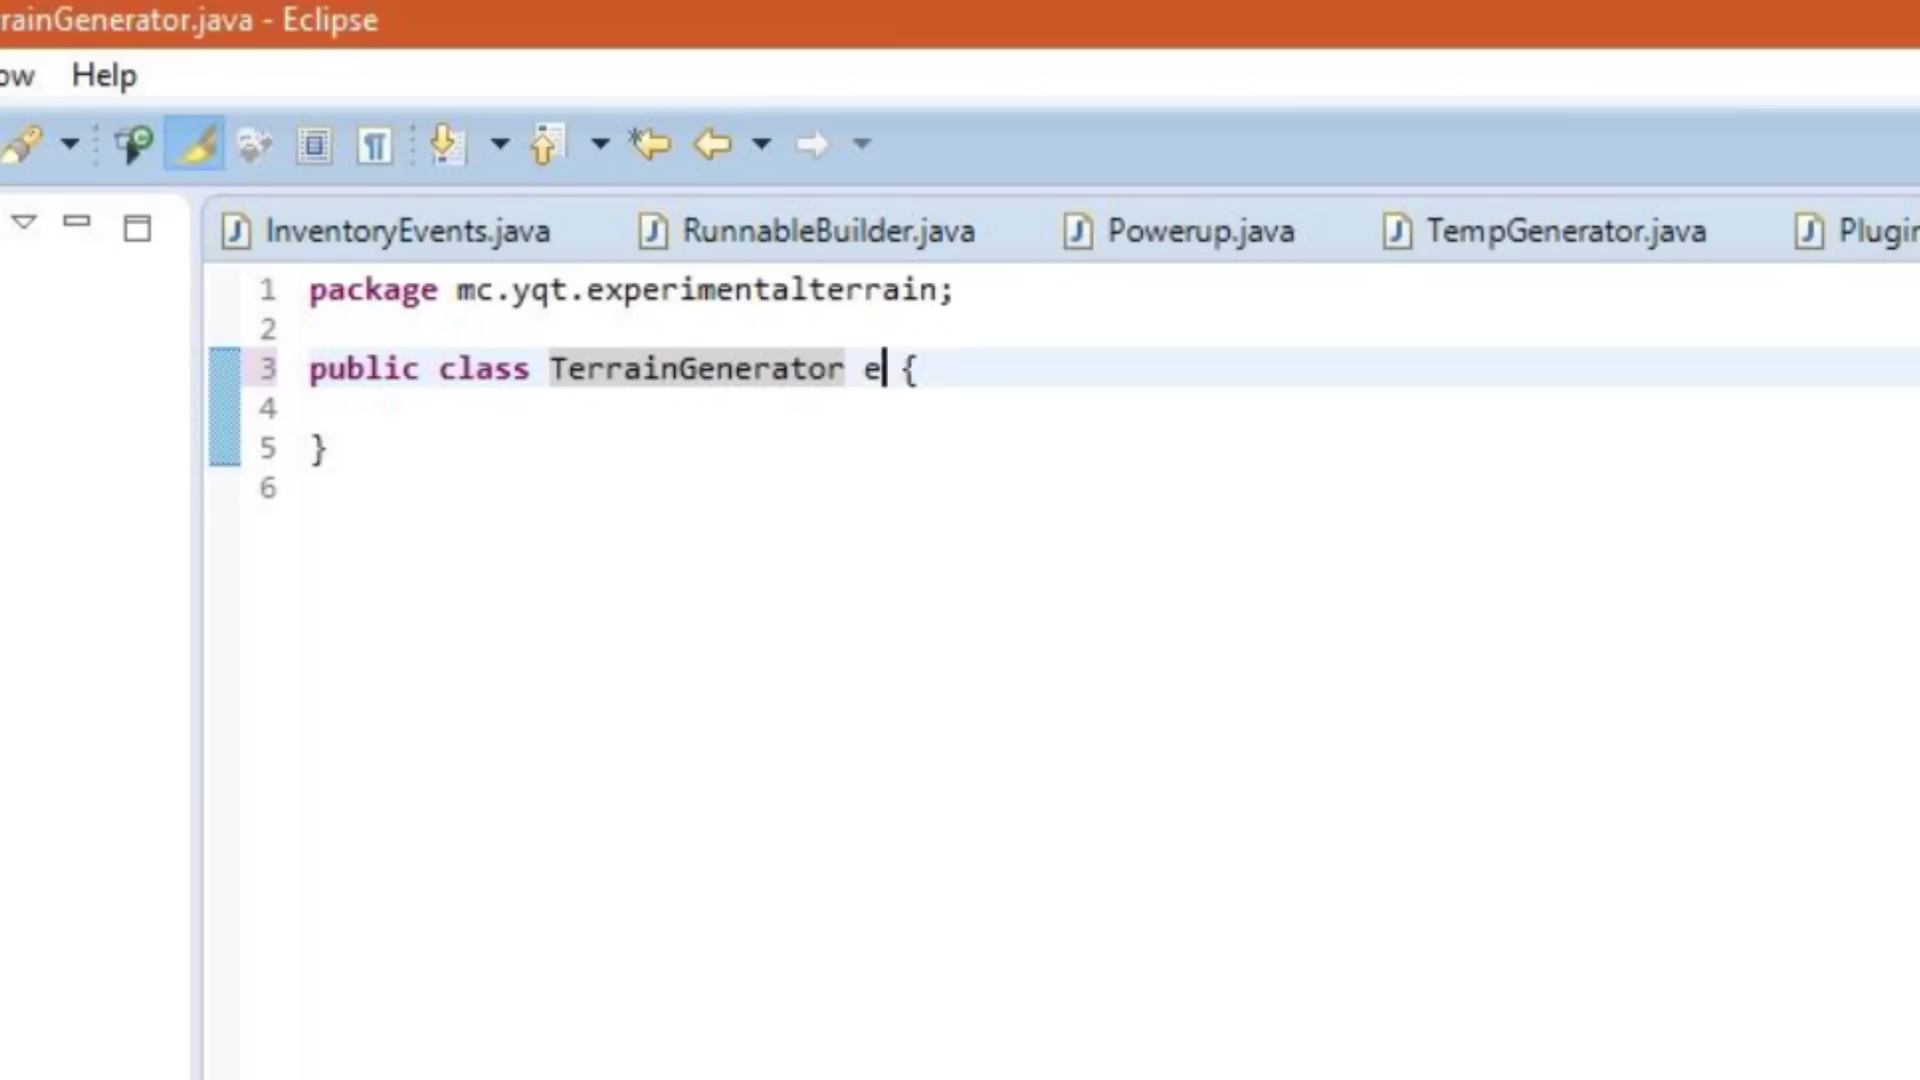 rainGenerator.java - Eclipse
ow Help
InventoryEvents.java RunnableBuilder.java Powerup.java TempGenerator.java Plugin
1 package mc.yqt.experimentalterrain;
2
3 public class TerrainGenerator e {
4
5 }
6